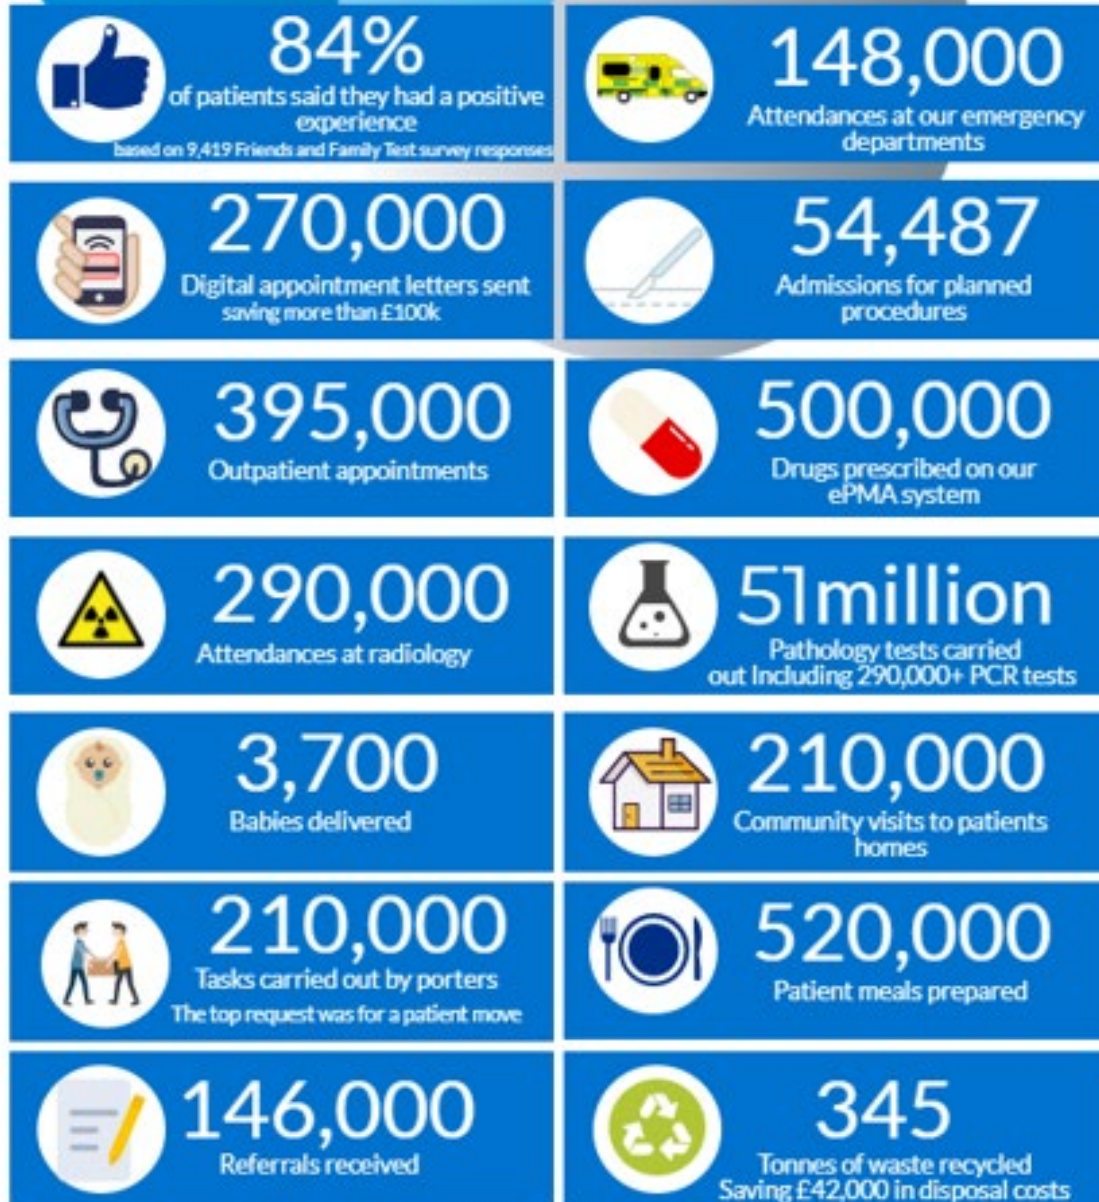 84%
of patients said they had a positive
experience
based on 9,419 Friends and Family Test survey responses
148,000
Attendances at our emergency
departments
270,000
Digital appointment letters sent
saving more than £100k
54,487
Admissions for planned
procedures
395,000
Outpatient appointments
500,000
Drugs prescribed on our
ePMA system
290,000
Attendances at radiology
51million
Pathology tests carried
out Including 290,000+ PCR tests
3,700
Babies delivered
210,000
Community visits to patients
homes
210,000
Tasks carried out by porters
The top request was for a patient move
520,000
Patient meals prepared
146,000
Referrals received
345
Tonnes of waste recycled
Saving £42,000 in disposal costs